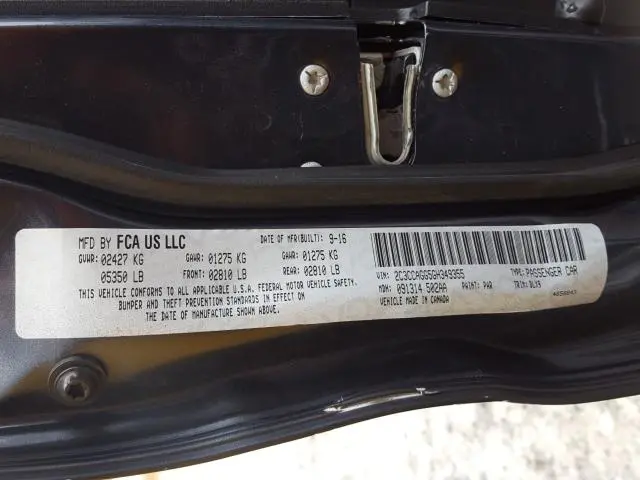 MFD BY FCA US LLC DATE OF MFR(BUILT): 9-16
GVWR: 02427 KG GAWR: 01275 KG GAWR: 01275 KG
05350 LB FRONT: 02810 LB REAR: 02810 LB
THIS VEHICLE CONFORMS TO ALL APPLICABLE U.S.A. FEDERAL MOTOR VEHICLE SAFETY,
BUMPER AND THEFT PREVENTION STANDARDS IN EFFECT ON
THE DATE OF MANUFACTURE SHOWN ABOVE.
VIN: 2C3CCAGG5GH349355 TYPE: PASSENGER CAR
MDH: 091314 502AA PAINT: PAR TRIM: BLX9
VEHICLE MADE IN CANADA